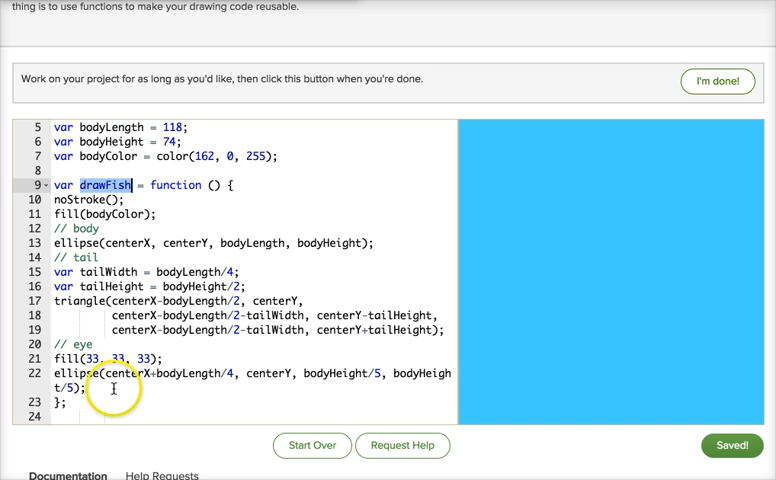 thing is to use functions to make your drawing code reusable.
Work on your project for as long as you'd like, then click this button when you're done.
I'm done!
5 var bodyLength = 118;
6 var bodyHeight = 74;
7 var bodyColor = color(162, 0, 255);
8
9 var drawFish = function () {
10 noStroke();
11 fill(bodyColor);
12 // body
13 ellipse(centerX, centerY, bodyLength, bodyHeight);
14 // tail
15 var tailWidth = bodyLength/4;
16 var tailHeight = bodyHeight/2;
17 triangle(centerX-bodyLength/2, centerY,
18 centerX-bodyLength/2-tailWidth, centerY-tailHeight,
19 centerX-bodyLength/2-tailWidth, centerY+tailHeight);
20 // eye
21 fill(33, 33, 33);
22 ellipse(centerX+bodyLength/4, centerY, bodyHeight/5, bodyHeigh
t/5);
23 };
24
Start Over
Request Help
Saved!
Documentation
Help Requests